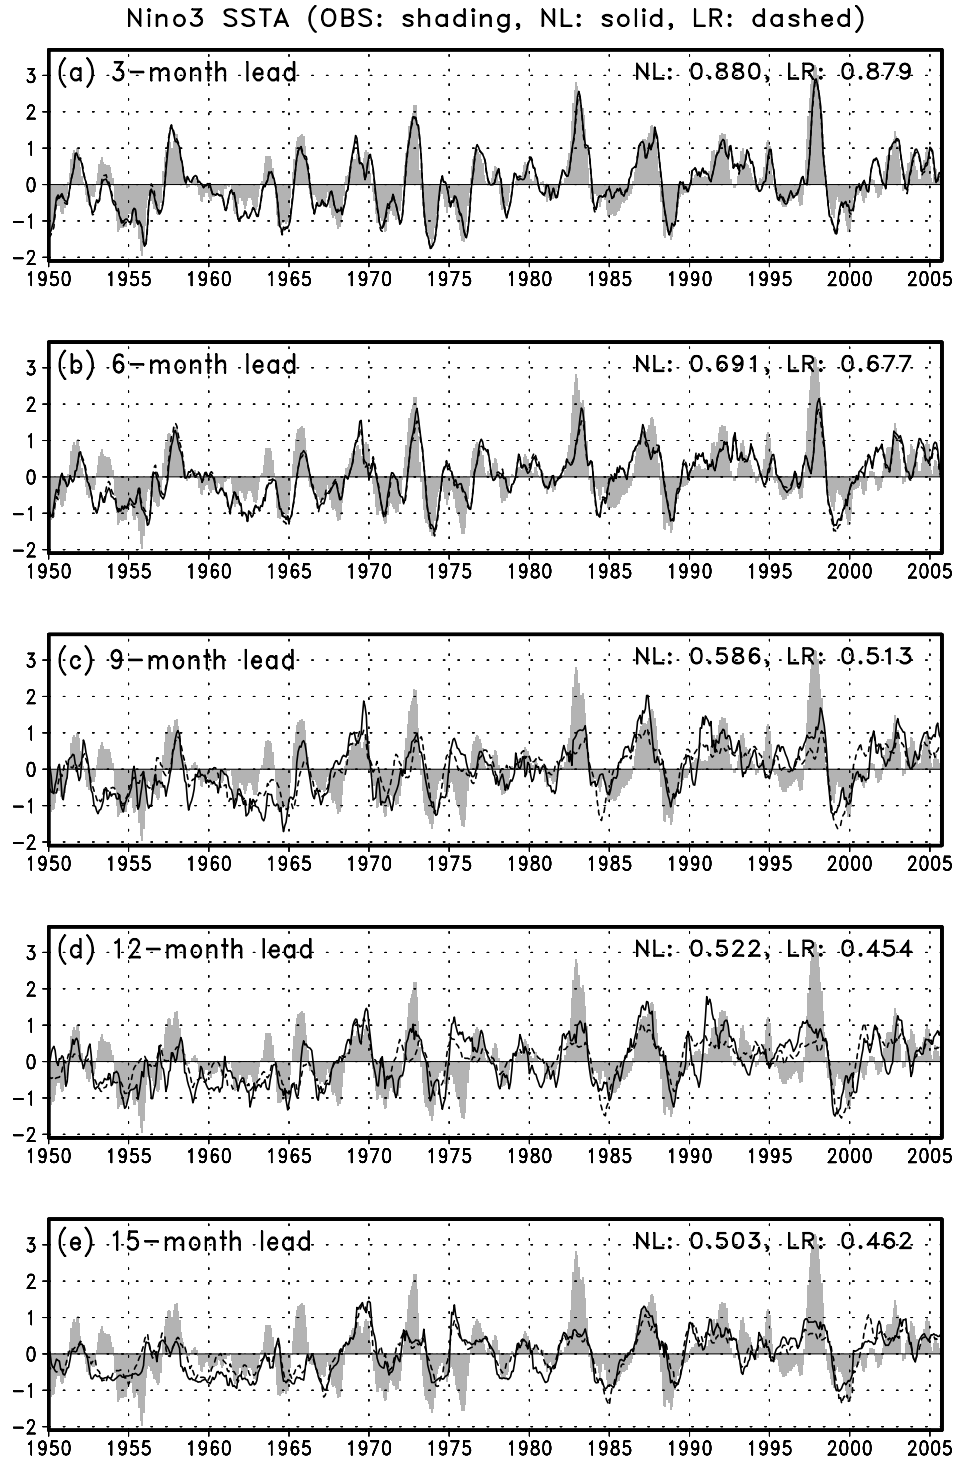 Nino3 SSTA (OBS: shading, NL: solid, LR: dashed)
(a) 3-month lead NL: 0.880, LR: 0.879
3
2
1
0
-1
-2
1950 1955 1960 1965 1970 1975 1980 1985 1990 1995 2000 2005
(b) 6-month lead NL: 0.691, LR: 0.677
3
2
1
0
-1
-2
1950 1955 1960 1965 1970 1975 1980 1985 1990 1995 2000 2005
(c) 9-month lead NL: 0.586, LR: 0.513
3
2
1
0
-1
-2
1950 1955 1960 1965 1970 1975 1980 1985 1990 1995 2000 2005
(d) 12-month lead NL: 0.522, LR: 0.454
3
2
1
0
-1
-2
1950 1955 1960 1965 1970 1975 1980 1985 1990 1995 2000 2005
(e) 15-month lead NL: 0.503, LR: 0.462
3
2
1
0
-1
-2
1950 1955 1960 1965 1970 1975 1980 1985 1990 1995 2000 2005